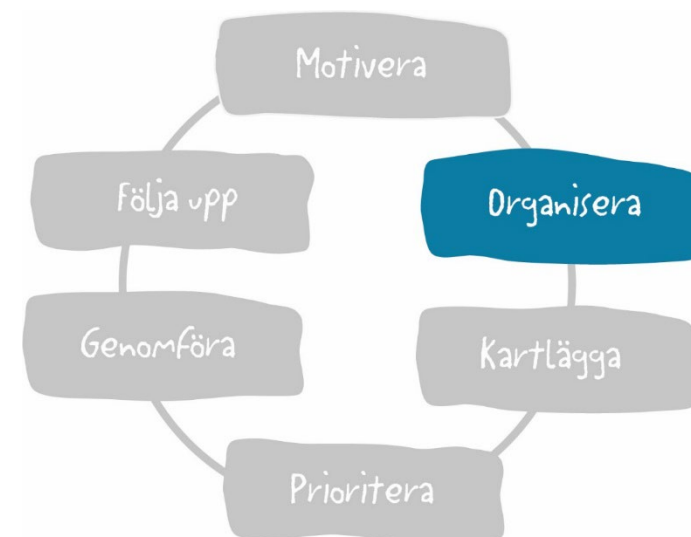 Motivera
Organisera
Kartlägga
Prioritera
Genomföra
Följa upp